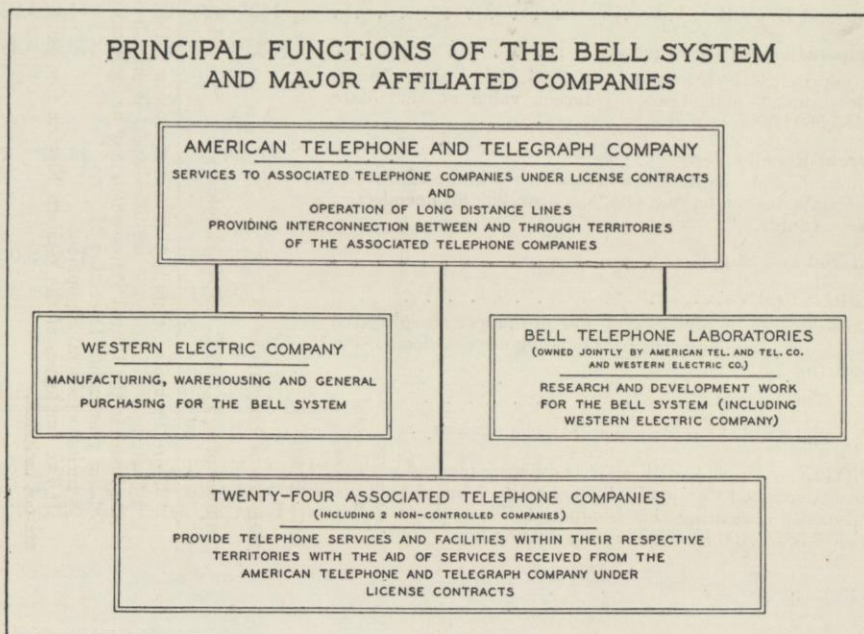 PRINCIPAL FUNCTIONS OF THE BELL SYSTEM
AND MAJOR AFFILIATED COMPANIES
AMERICAN TELEPHONE AND TELEGRAPH COMPANY
SERVICES TO ASSOCIATED TELEPHONE COMPANIES UNDER LICENSE CONTRACTS
AND
OPERATION OF LONG DISTANCE LINES
PROVIDING INTERCONNECTION BETWEEN AND THROUGH TERRITORIES
OF THE ASSOCIATED TELEPHONE COMPANIES
WESTERN ELECTRIC COMPANY
MANUFACTURING, WAREHOUSING AND GENERAL
PURCHASING FOR THE BELL SYSTEM
BELL TELEPHONE LABORATORIES
(OWNED JOINTLY BY AMERICAN TEL. AND TEL. CO.
AND WESTERN ELECTRIC CO.)
RESEARCH AND DEVELOPMENT WORK
FOR THE BELL SYSTEM (INCLUDING
WESTERN ELECTRIC COMPANY)
TWENTY-FOUR ASSOCIATED TELEPHONE COMPANIES
(INCLUDING 2 NON-CONTROLLED COMPANIES)
PROVIDE TELEPHONE SERVICES AND FACILITIES WITHIN THEIR RESPECTIVE
TERRITORIES WITH THE AID OF SERVICES RECEIVED FROM THE
AMERICAN TELEPHONE AND TELEGRAPH COMPANY UNDER
LICENSE CONTRACTS